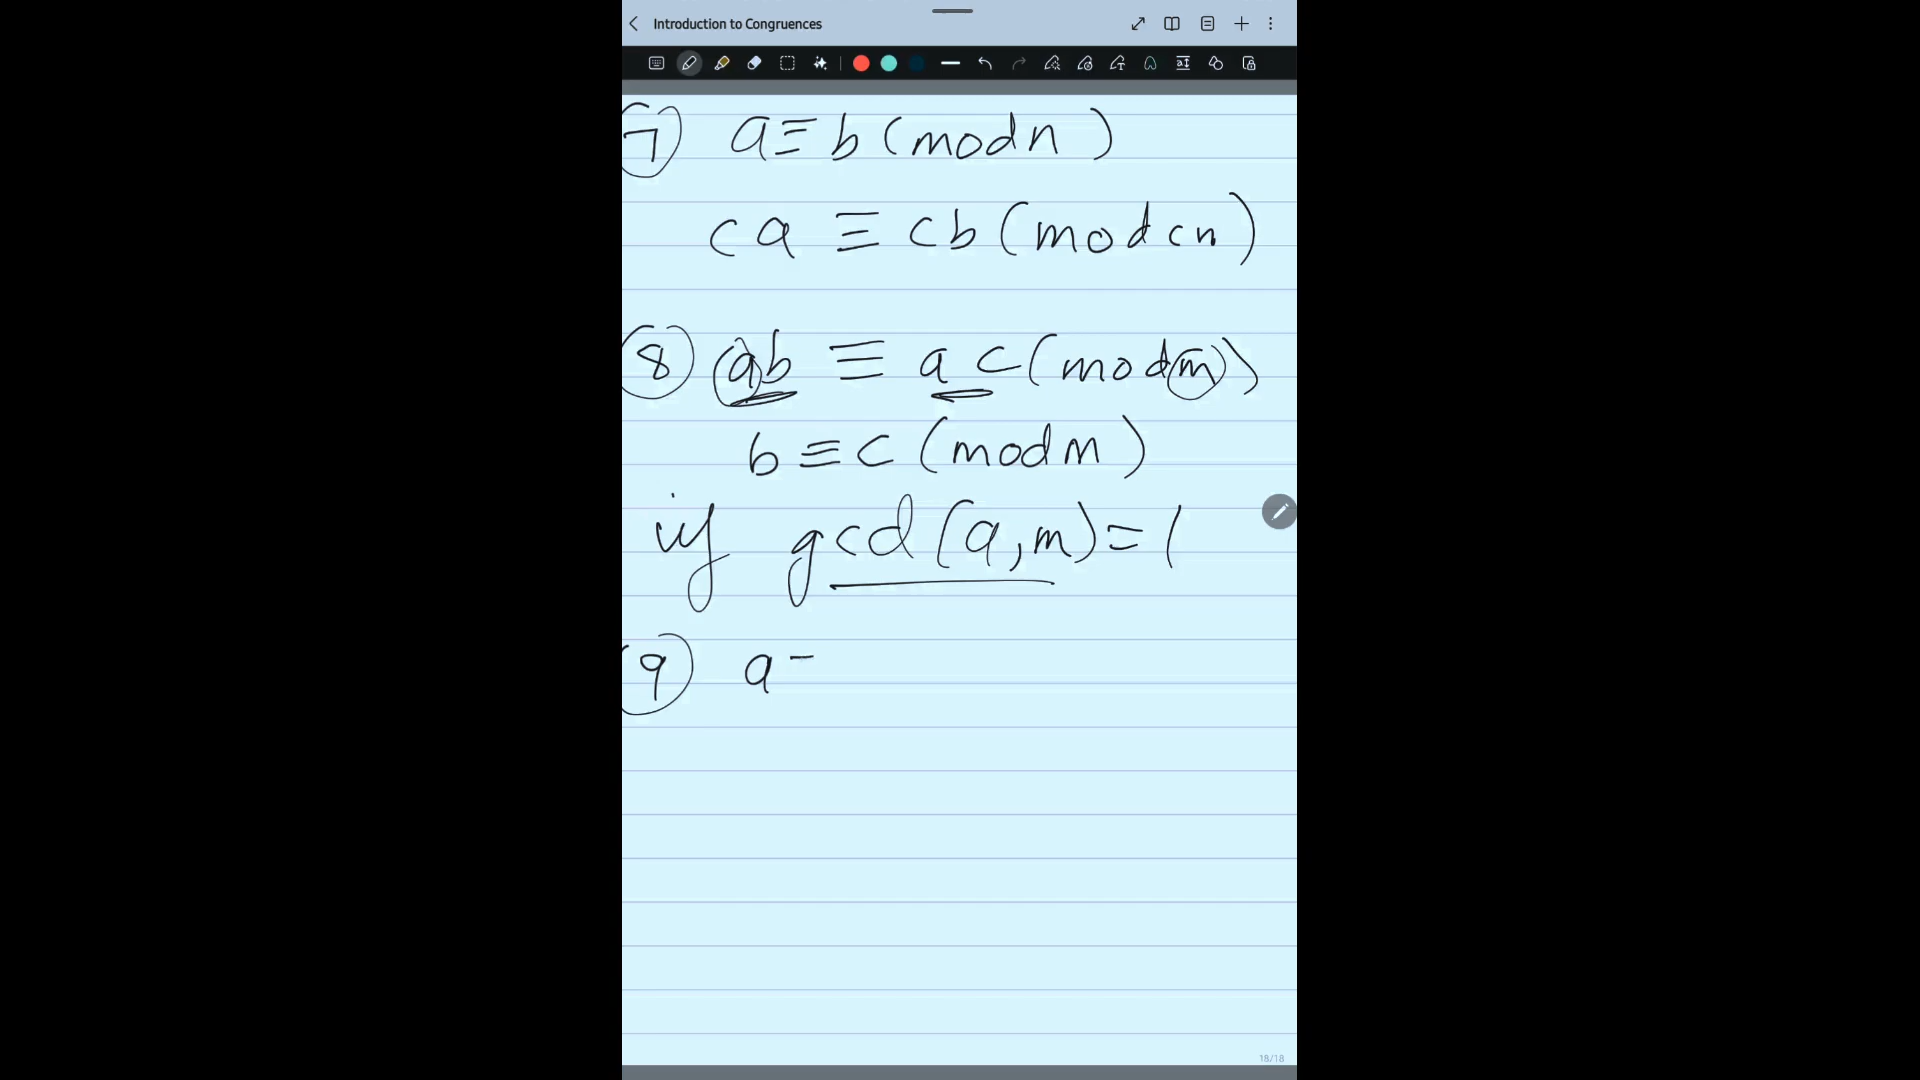 Introduction to Congruences
7 a ≡ b (mod n)
ca ≡ cb (mod cn)
8 ab ≡ ac (mod m)
b ≡ c (mod m)
if gcd(a,m)=1
9 a -
18/18